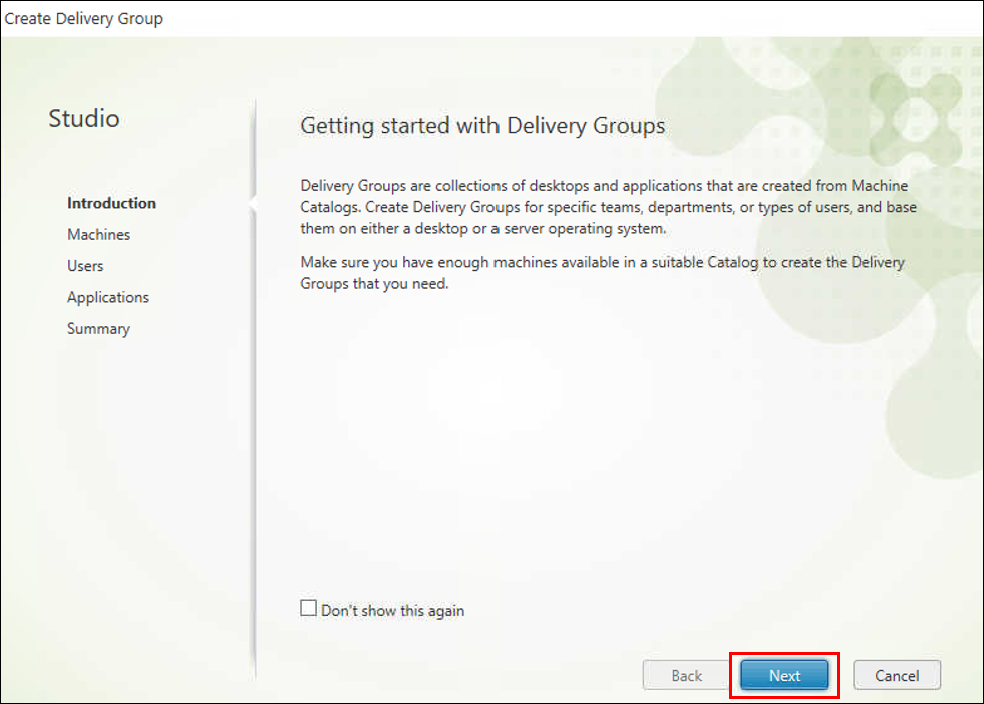 Create Delivery Group
Studio
Introduction
Machines
Users
Applications
Summary
Getting started with Delivery Groups
Delivery Groups are collections of desktops and applications that are created from Machine
Catalogs. Create Delivery Groups for specific teams, departments, or types of users, and base
them on either a desktop or a server operating system.
Make sure you have enough machines available in a suitable Catalog to create the Delivery
Groups that you need.
Don't show this again
Back
Next
Cancel